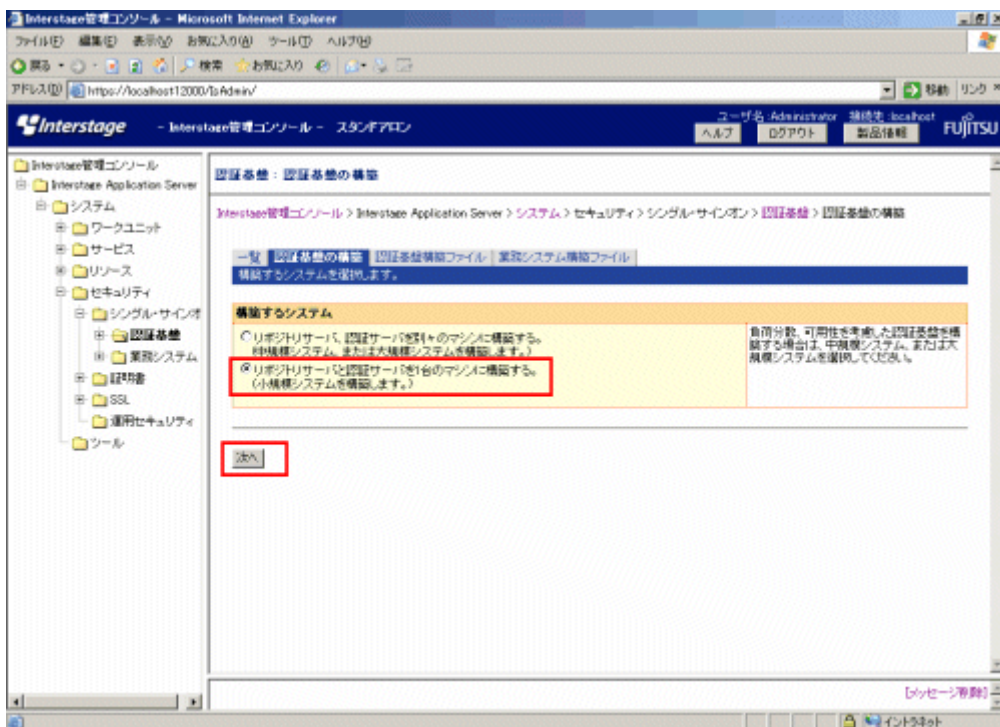 Interstage管理コンソール - Microsoft Internet Explorer
ファイル(F) 編集(E) 表示(V) お気に入り(A) ツール(T) ヘルプ(H)
戻る 検索 お気に入り
アドレス(D) https://localhost:12000/IsAdmin/ 移動 リンク
Interstage - Interstage管理コンソール - スタンドアロン
ユーザ名:Administrator 接続先:localhost
ヘルプ ログアウト 製品情報 FUJITSU
Interstage管理コンソール
Interstage Application Server
システム
ワークユニット
サービス
リソース
セキュリティ
シングル・サインオ
認証基盤
業務システム
証明書
SSL
運用セキュリティ
ツール
認証基盤 : 認証基盤の構築
Interstage管理コンソール > Interstage Application Server > システム > セキュリティ > シングル・サインオン > 認証基盤 > 認証基盤の構築
一覧 認証基盤の構築 認証基盤構築ファイル 業務システム構築ファイル
構築するシステムを選択します。
構築するシステム
リポジトリサーバ、認証サーバを別々のマシンに構築する。
(中規模システム、または大規模システムを構築します。)
リポジトリサーバと認証サーバを1台のマシンに構築する。
(小規模システムを構築します。)
負荷分散、可用性を考慮した認証基盤を構
築する場合は、中規模システム、または大
規模システムを選択してください。
次へ
[メッセージ削除]
イントラネット